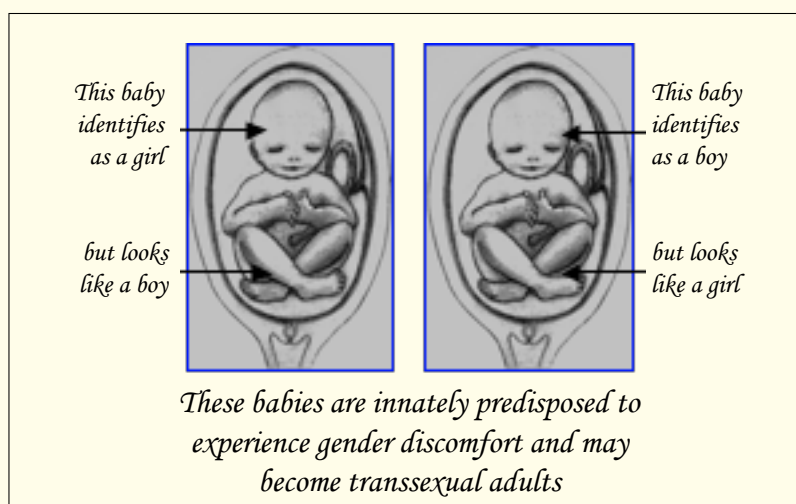 This baby
identifies
as a girl
but looks
like a boy
This baby
identifies
as a boy
but looks
like a girl
These babies are innately predisposed to
experience gender discomfort and may
become transsexual adults